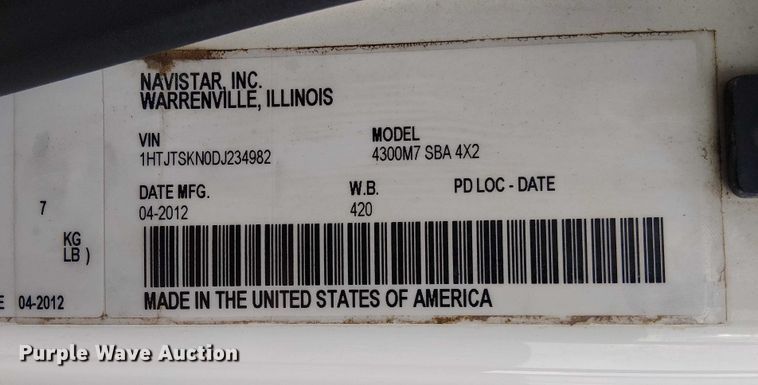 NAVISTAR, INC.
WARRENVILLE, ILLINOIS
VIN MODEL
1HTJTSKN0DJ234982 4300M7 SBA 4X2
DATE MFG. W.B. PD LOC - DATE
04-2012 420
MADE IN THE UNITED STATES OF AMERICA
7
KG
LB )
E 04-2012
Purple Wave Auction